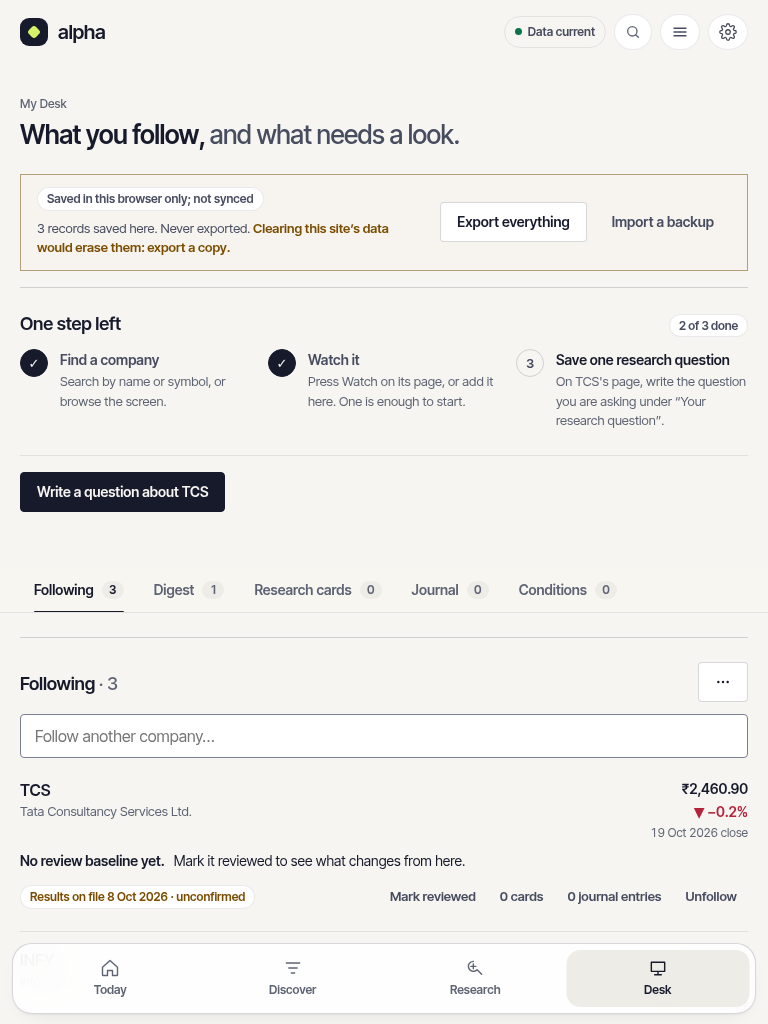 alpha
Data current
My Desk
What you follow, and what needs a look.
Saved in this browser only; not synced
3 records saved here. Never exported. Clearing this site's data
would erase them: export a copy.
Export everything
Import a backup
One step left
2 of 3 done
✓
Find a company
Search by name or symbol, or
browse the screen.
✓
Watch it
Press Watch on its page, or add it
here. One is enough to start.
3
Save one research question
On TCS's page, write the question
you are asking under “Your
research question”.
Write a question about TCS
Following 3
Digest 1
Research cards 0
Journal 0
Conditions 0
Following · 3
...
Follow another company...
TCS
Tata Consultancy Services Ltd.
₹2,460.90
▼ −0.2%
19 Oct 2026 close
No review baseline yet. Mark it reviewed to see what changes from here.
Results on file 8 Oct 2026 · unconfirmed
Mark reviewed
0 cards
0 journal entries
Unfollow
INFY
Today
Discover
Research
Desk